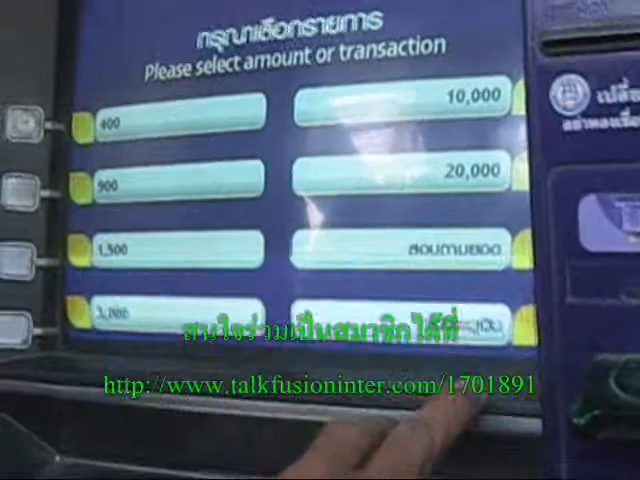 กรุณาเลือกรายการ
Please select amount or transaction
400
10,000
900
20,000
1,500
สอบถามยอด
สนใจร่วมเป็นสมาชิกได้ที่
http://www.talkfusioninter.com/1701891